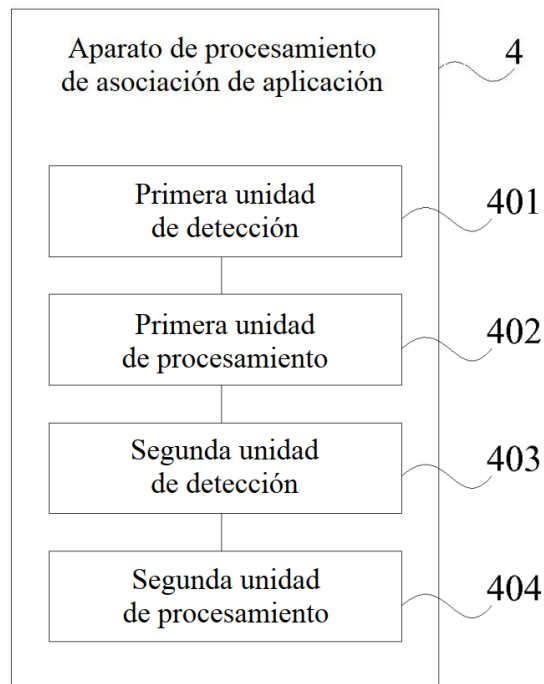 Aparato de procesamiento
de asociación de aplicación
4
Primera unidad
de detección
401
Primera unidad
de procesamiento
402
Segunda unidad
de detección
403
Segunda unidad
de procesamiento
404